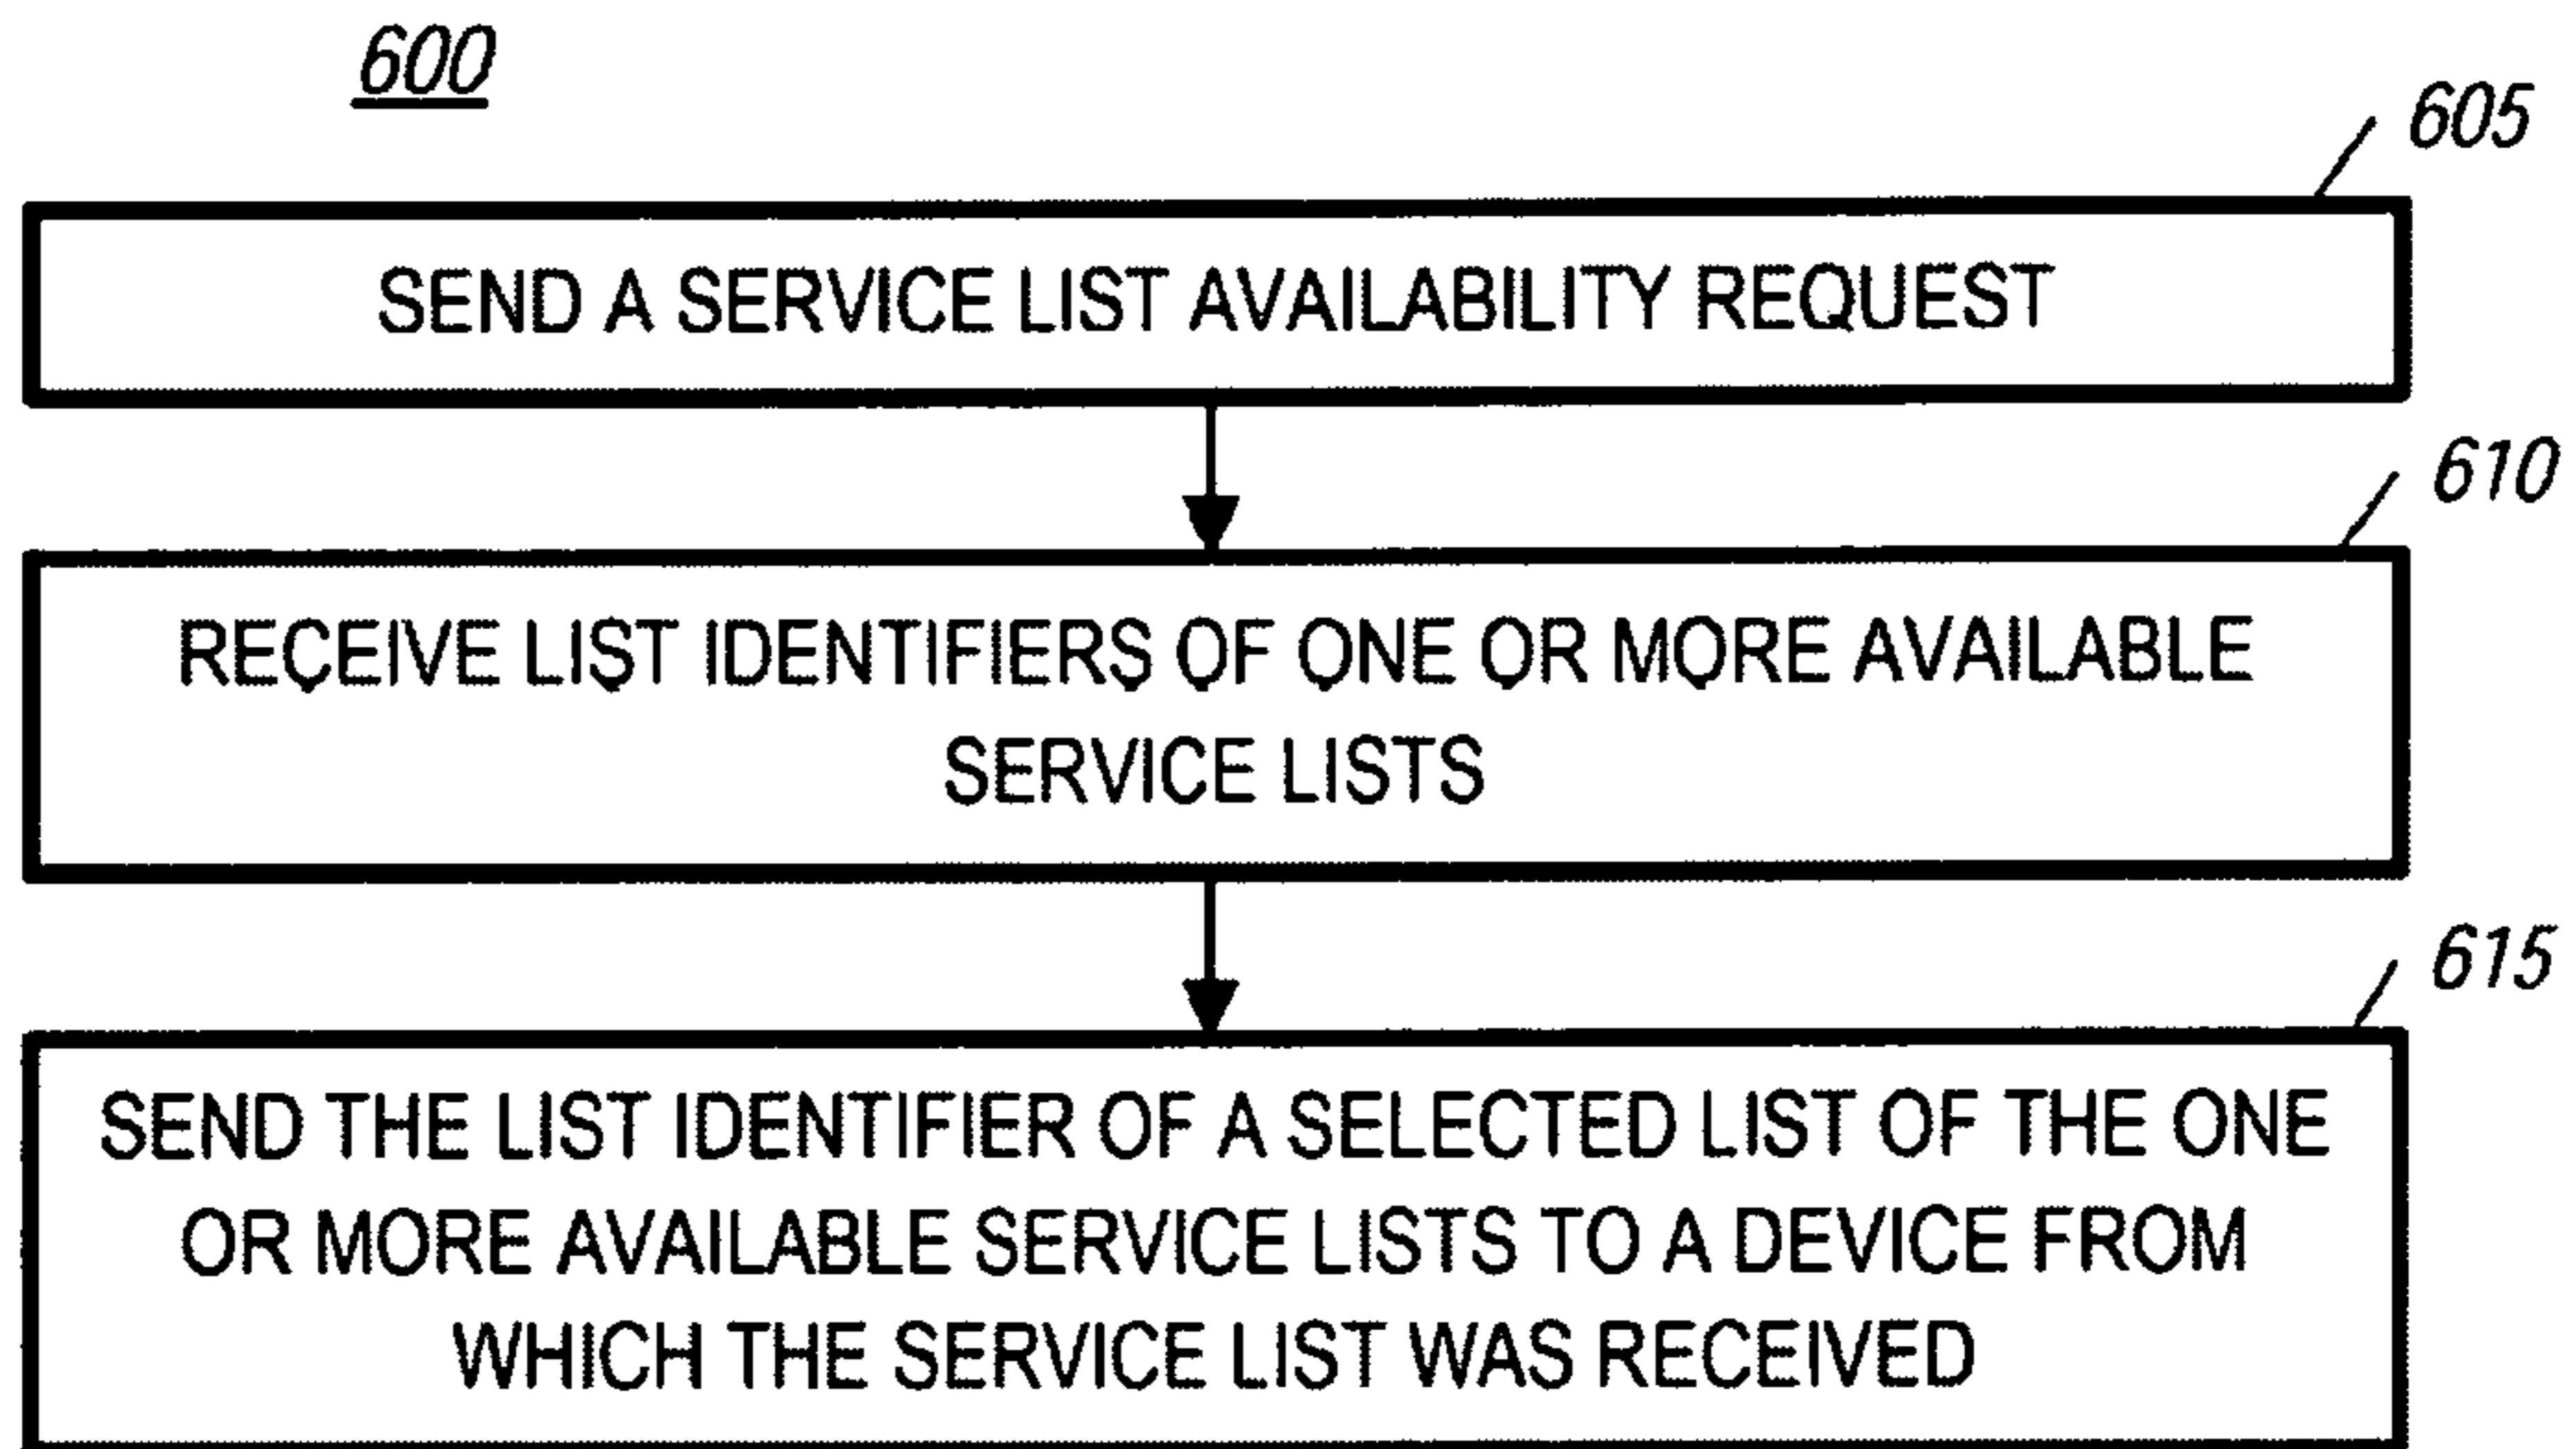 600
605
SEND A SERVICE LIST AVAILABILITY REQUEST
610
RECEIVE LIST IDENTIFIERS OF ONE OR MORE AVAILABLE
SERVICE LISTS
615
SEND THE LIST IDENTIFIER OF A SELECTED LIST OF THE ONE
OR MORE AVAILABLE SERVICE LISTS TO A DEVICE FROM
WHICH THE SERVICE LIST WAS RECEIVED